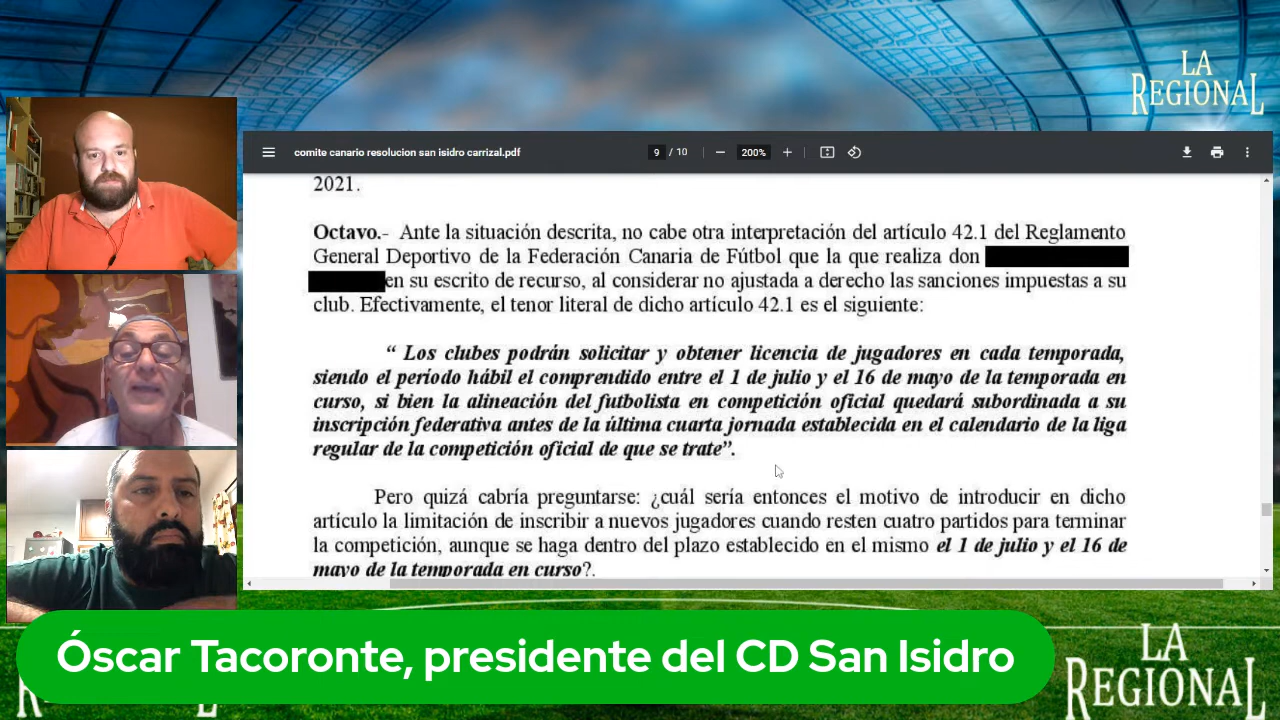 LA
REGIONAL
comite canario resolucion san isidro carrizal.pdf
9 / 10
200%
2021.
Octavo.- Ante la situación descrita, no cabe otra interpretación del artículo 42.1 del Reglamento
General Deportivo de la Federación Canaria de Fútbol que la que realiza don
en su escrito de recurso, al considerar no ajustada a derecho las sanciones impuestas a su
club. Efectivamente, el tenor literal de dicho artículo 42.1 es el siguiente:
“ Los clubes podrán solicitar y obtener licencia de jugadores en cada temporada,
siendo el período hábil el comprendido entre el 1 de julio y el 16 de mayo de la temporada en
curso, si bien la alineación del futbolista en competición oficial quedará subordinada a su
inscripción federativa antes de la última cuarta jornada establecida en el calendario de la liga
regular de la competición oficial de que se trate”.
Pero quizá cabría preguntarse: ¿cuál sería entonces el motivo de introducir en dicho
artículo la limitación de inscribir a nuevos jugadores cuando resten cuatro partidos para terminar
la competición, aunque se haga dentro del plazo establecido en el mismo el 1 de julio y el 16 de
mayo de la temporada en curso?.
Óscar Tacoronte, presidente del CD San Isidro
LA
REGIONAL